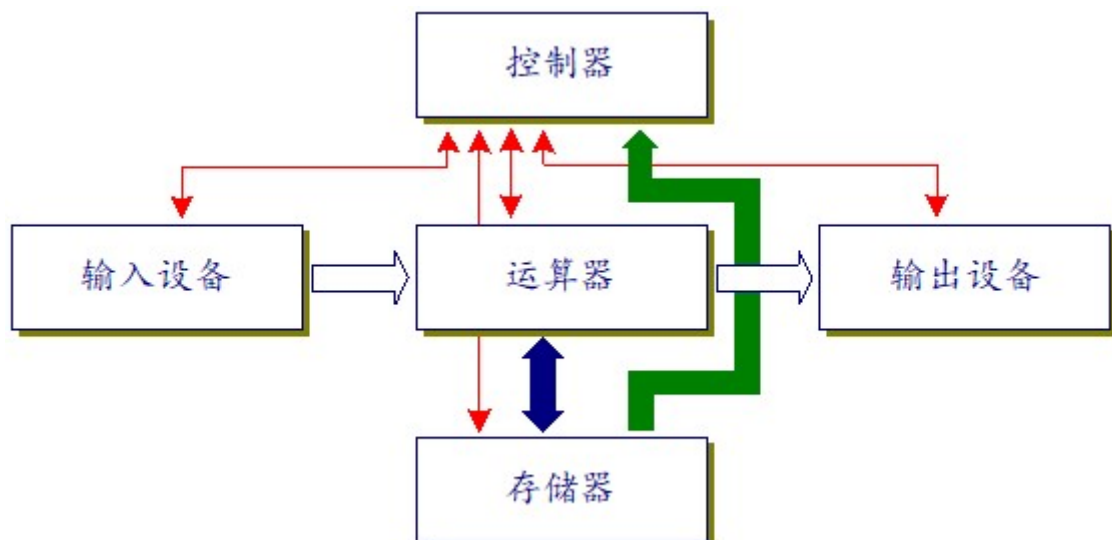 控制器
输入设备
运算器
输出设备
存储器